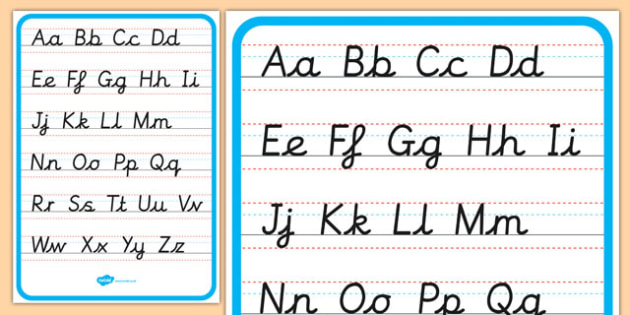 Aa Bb Cc Dd
Ee Ff Gg Hh Ii
Jj Kk Ll Mm
Nn Oo Pp Qq
Rr Ss Tt Uu Vv
Ww Xx Yy Zz
Aa Bb Cc Dd
Ee Ff Gg Hh Ii
Jj Kk Ll Mm
Nn Oo Pp Qq